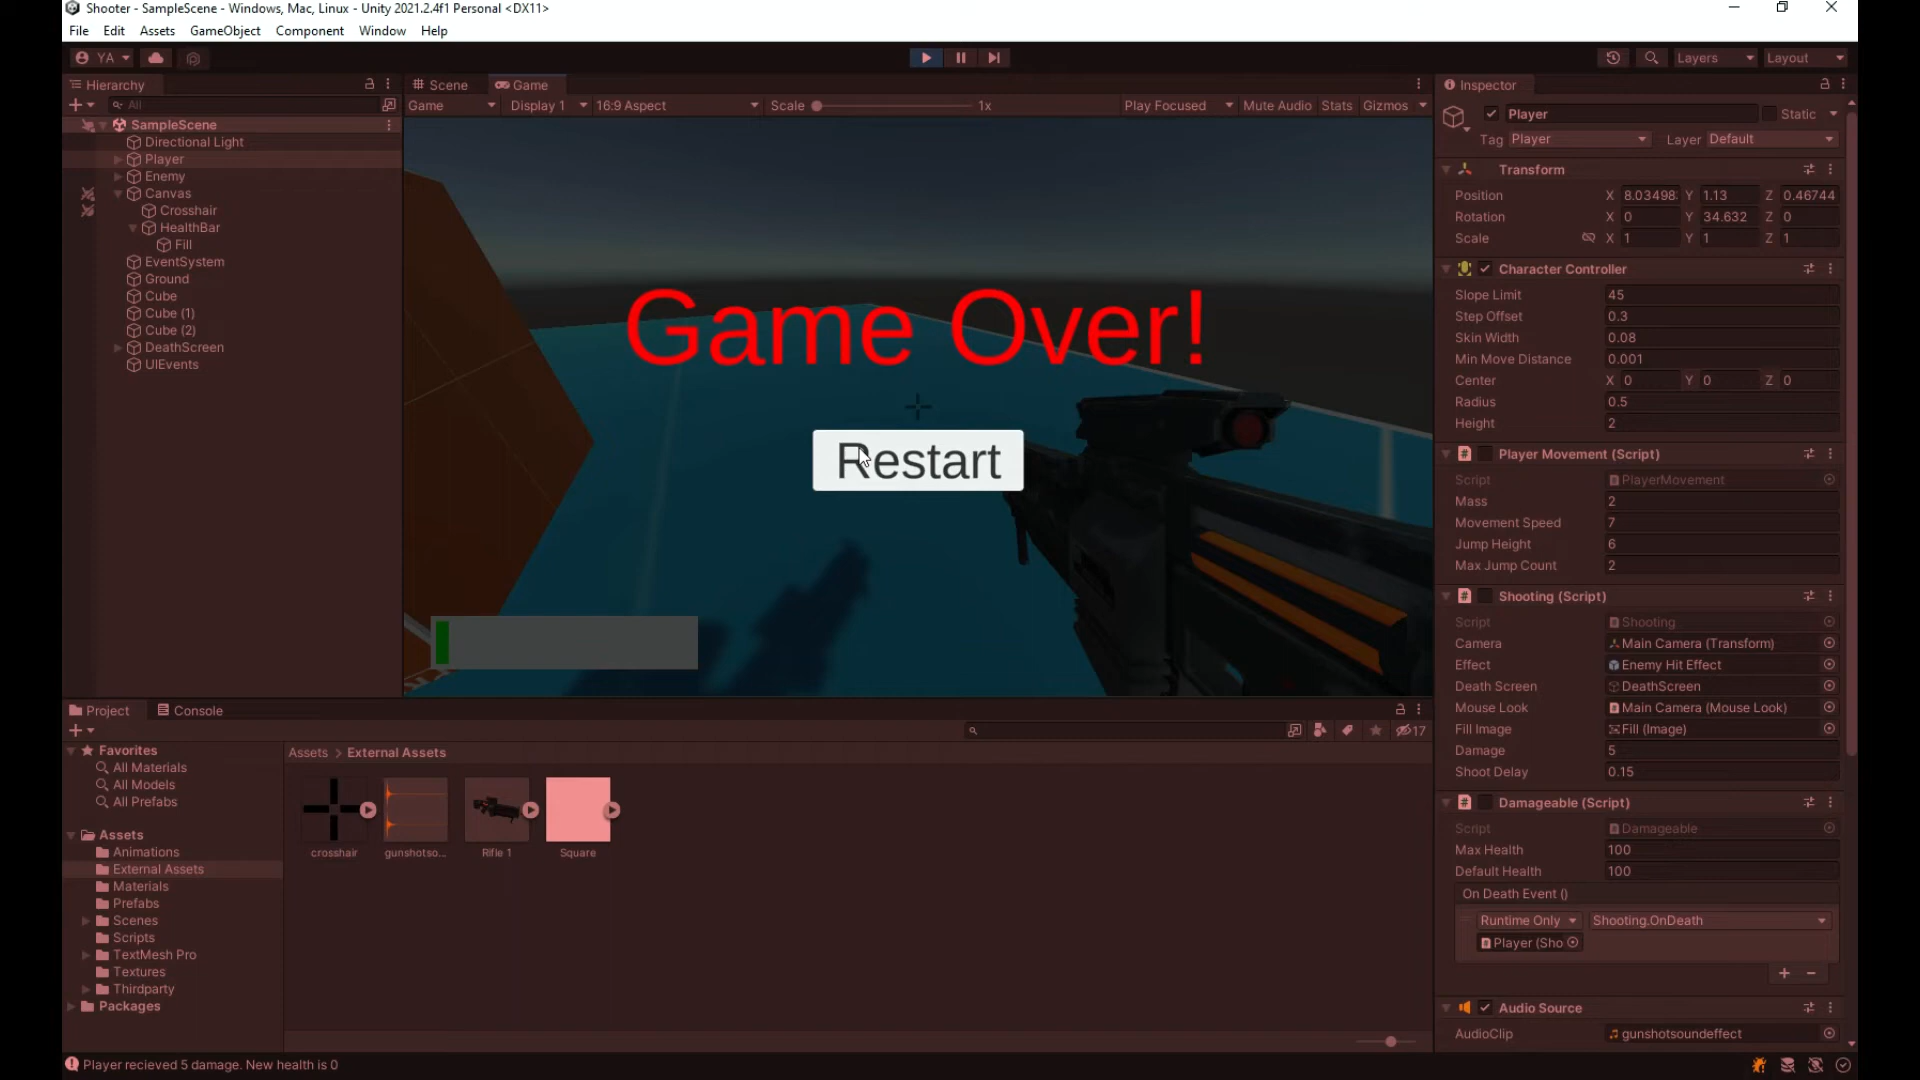 Shooter - SampleScene - Windows, Mac, Linux - Unity 2021.2.4f1 Personal <DX11>
File Edit Assets GameObject Component Window Help
YA Layers Layout
Hierarchy
All
SampleScene
Directional Light
Player
Enemy
Canvas
Crosshair
HealthBar
Fill
EventSystem
Ground
Cube
Cube (1)
Cube (2)
DeathScreen
UIEvents
Scene Game
Game Display 1 16:9 Aspect Scale 1x Play Focused Mute Audio Stats Gizmos
Game Over!
Restart
Inspector
Player Static
Tag Player Layer Default
Transform
Position X 8.03498 Y 1.13 Z 0.46744
Rotation X 0 Y 34.632 Z 0
Scale X 1 Y 1 Z 1
Character Controller
Slope Limit 45
Step Offset 0.3
Skin Width 0.08
Min Move Distance 0.001
Center X 0 Y 0 Z 0
Radius 0.5
Height 2
# Player Movement (Script)
Script PlayerMovement
Mass 2
Movement Speed 7
Jump Height 6
Max Jump Count 2
# Shooting (Script)
Script Shooting
Camera Main Camera (Transform)
Effect Enemy Hit Effect
Death Screen DeathScreen
Mouse Look Main Camera (Mouse Look)
Fill Image Fill (Image)
Damage 5
Shoot Delay 0.15
# Damageable (Script)
Script Damageable
Max Health 100
Default Health 100
On Death Event ()
Runtime Only Shooting.OnDeath
Player (Sho
+ −
Audio Source
AudioClip gunshotsoundeffect
Project Console
17
Favorites
All Materials
All Models
All Prefabs
Assets
Animations
External Assets
Materials
Prefabs
Scenes
Scripts
TextMesh Pro
Textures
Thirdparty
Packages
Assets > External Assets
crosshair gunshotso... Rifle 1 Square
Player recieved 5 damage. New health is 0